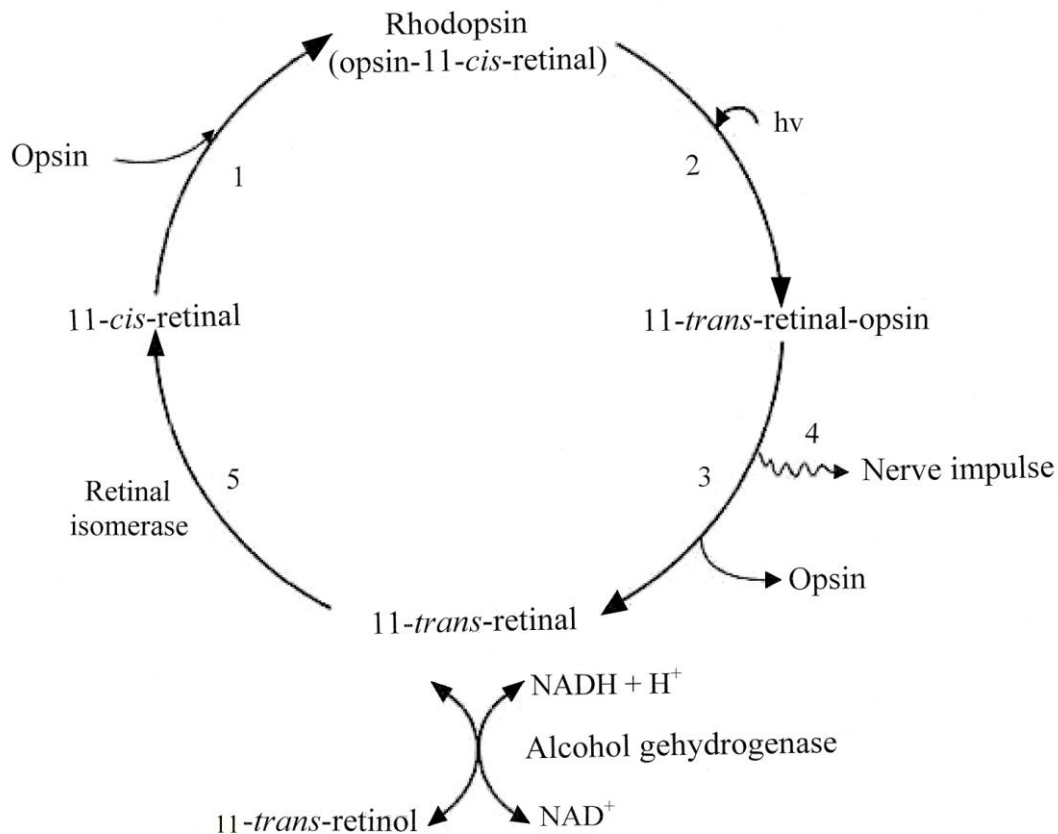 Rhodopsin
(opsin-11-cis-retinal)
hv
Opsin
1
2
11-cis-retinal
11-trans-retinal-opsin
4
Nerve impulse
3
5
Retinal
isomerase
Opsin
11-trans-retinal
NADH + H⁺
Alcohol gehydrogenase
11-trans-retinol
NAD⁺